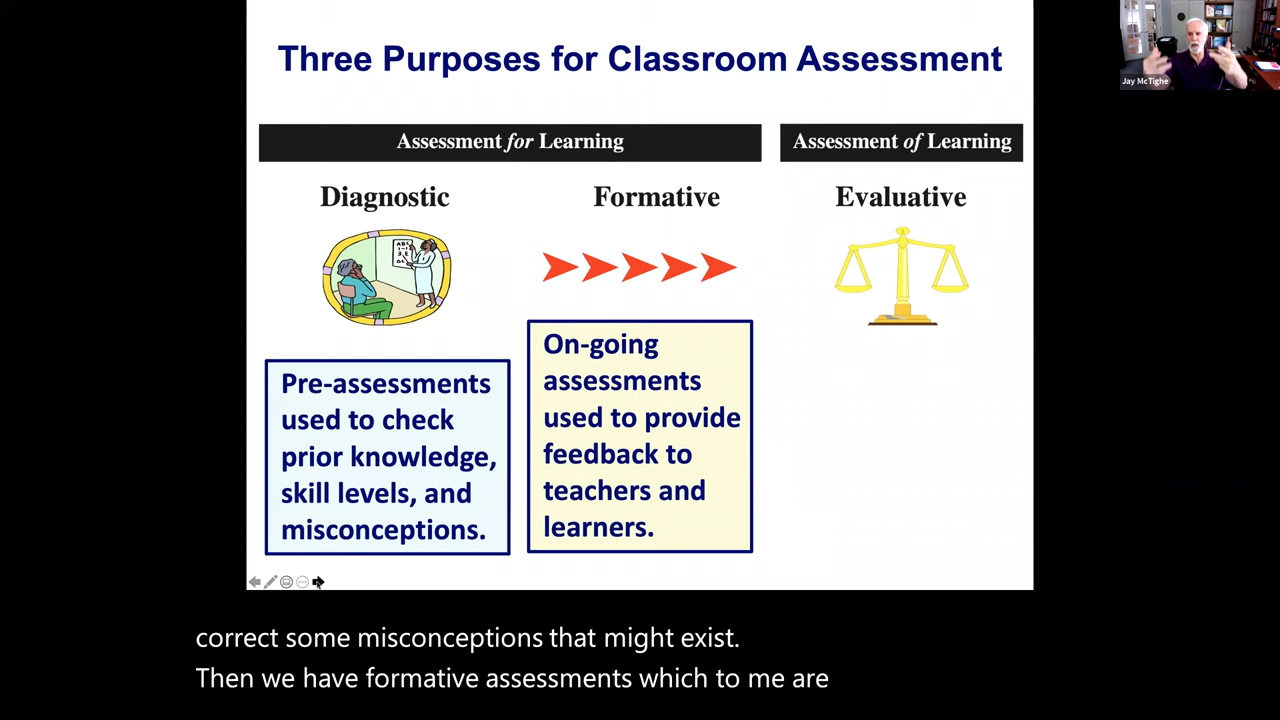 Three Purposes for Classroom Assessment
Jay McTighe
Assessment for Learning
Assessment of Learning
Diagnostic
Formative
Evaluative
ABC
Pre-assessments
used to check
prior knowledge,
skill levels, and
misconceptions.
On-going
assessments
used to provide
feedback to
teachers and
learners.
correct some misconceptions that might exist.
Then we have formative assessments which to me are